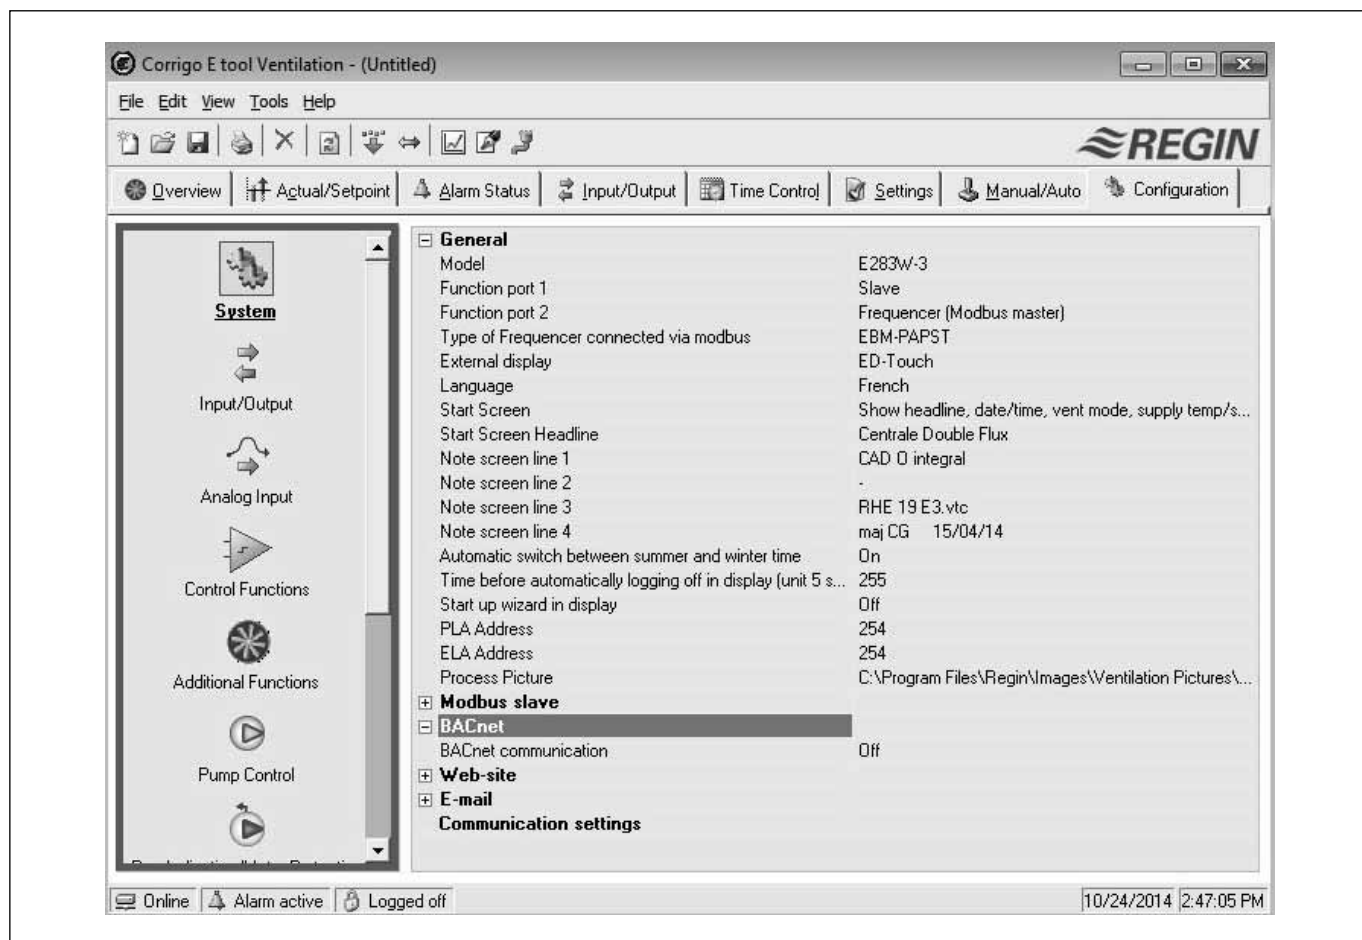 Corrigo E tool Ventilation - (Untitled)
File Edit View Tools Help
REGIN
Overview Actual/Setpoint Alarm Status Input/Output Time Control Settings Manual/Auto Configuration
System
Input/Output
Analog Input
Control Functions
Additional Functions
Pump Control
General
Model E283W-3
Function port 1 Slave
Function port 2 Frequencer (Modbus master)
Type of Frequencer connected via modbus EBM-PAPST
External display ED-Touch
Language French
Start Screen Show headline, date/time, vent mode, supply temp/s...
Start Screen Headline Centrale Double Flux
Note screen line 1 CAD O integral
Note screen line 2 -
Note screen line 3 RHE 19 E3.vtc
Note screen line 4 maj CG 15/04/14
Automatic switch between summer and winter time On
Time before automatically logging off in display (unit 5 s... 255
Start up wizard in display Off
PLA Address 254
ELA Address 254
Process Picture C:\Program Files\Regin\Images\Ventilation Pictures\...
Modbus slave
BACnet
BACnet communication Off
Web-site
E-mail
Communication settings
Online Alarm active Logged off 10/24/2014 2:47:05 PM